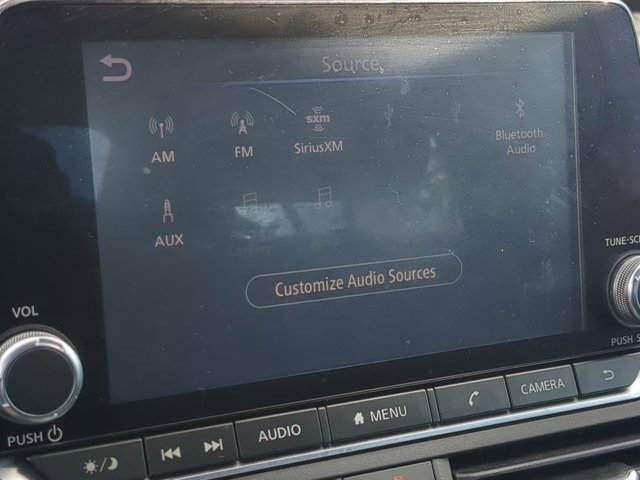 Source
AM
FM
sxm
SiriusXM
Bluetooth
Audio
AUX
Customize Audio Sources
VOL
PUSH
AUDIO
MENU
CAMERA
TUNE-SC
PUSH S